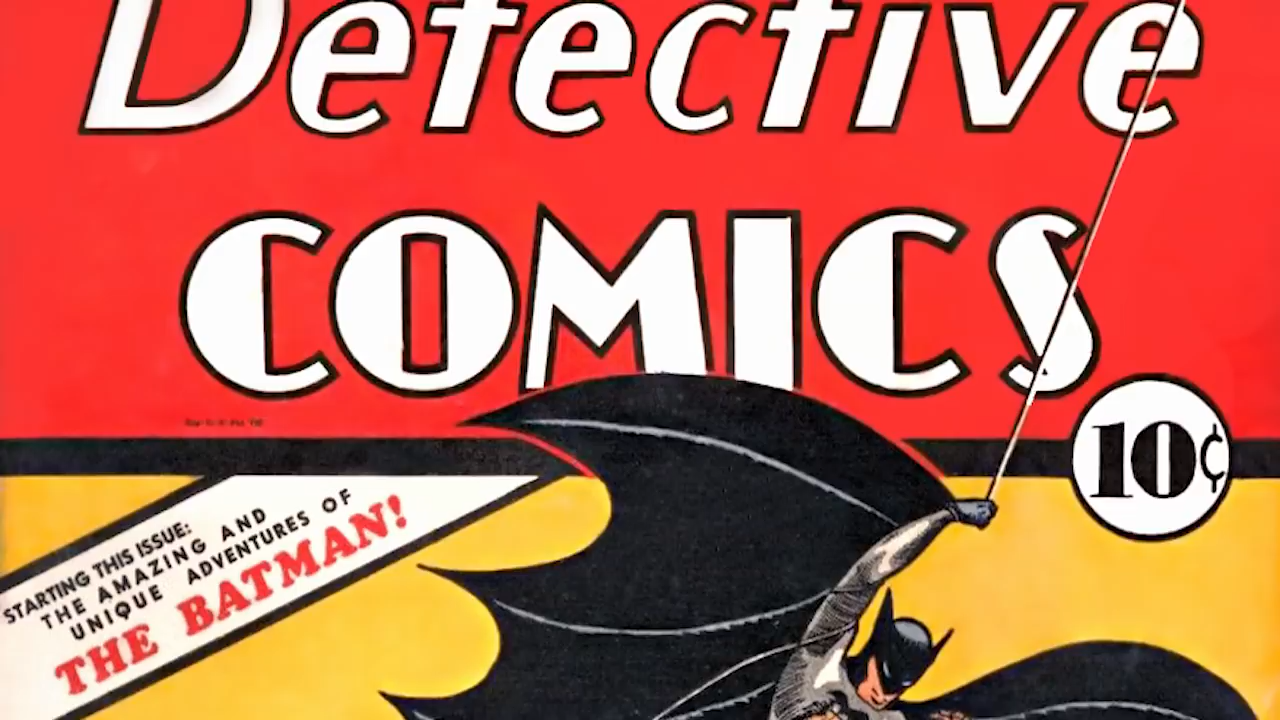 Detective
COMICS
10¢
STARTING THIS ISSUE:
THE AMAZING AND
UNIQUE ADVENTURES OF
THE BATMAN!